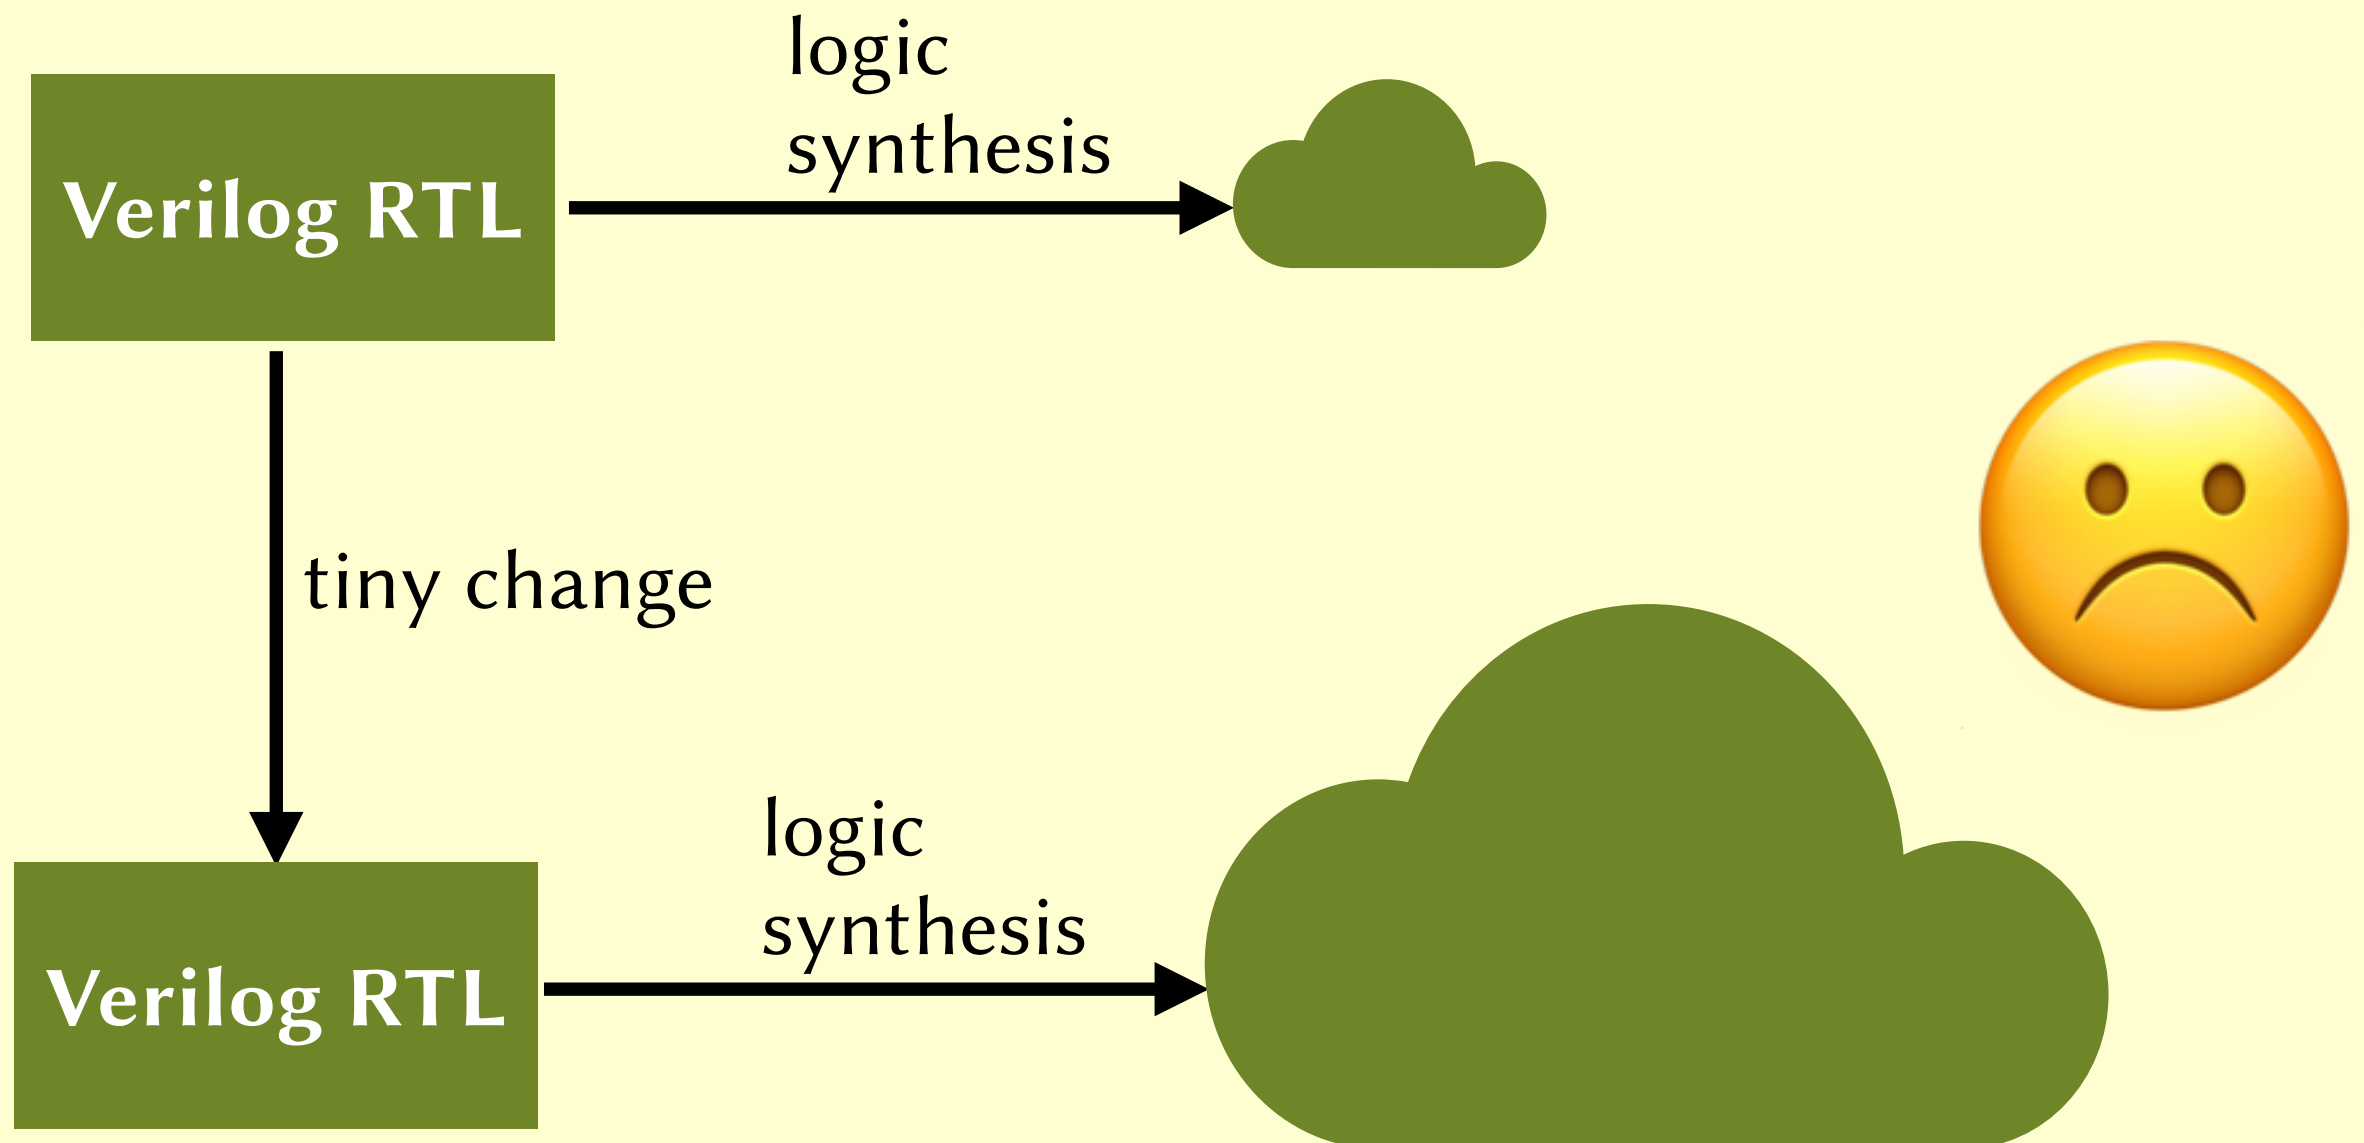 logic
synthesis
Verilog RTL
tiny change
logic
synthesis
Verilog RTL